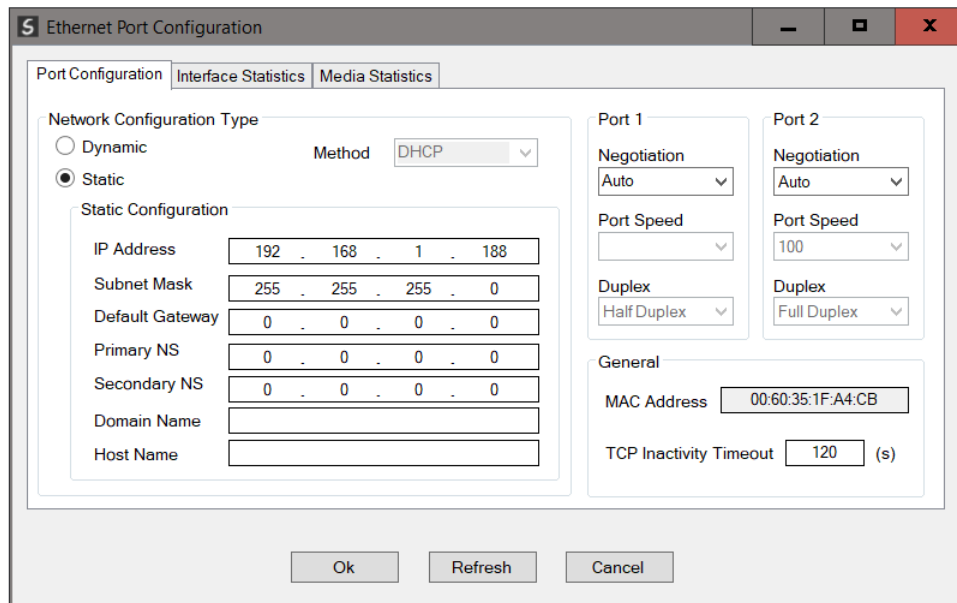 S Ethernet Port Configuration
Port Configuration Interface Statistics Media Statistics
Network Configuration Type
Dynamic
Method DHCP
Static
Static Configuration
IP Address 192 . 168 . 1 . 188
Subnet Mask 255 . 255 . 255 . 0
Default Gateway 0 . 0 . 0 . 0
Primary NS 0 . 0 . 0 . 0
Secondary NS 0 . 0 . 0 . 0
Domain Name
Host Name
Port 1
Negotiation
Auto
Port Speed
Duplex
Half Duplex
Port 2
Negotiation
Auto
Port Speed
100
Duplex
Full Duplex
General
MAC Address 00:60:35:1F:A4:CB
TCP Inactivity Timeout 120 (s)
Ok Refresh Cancel